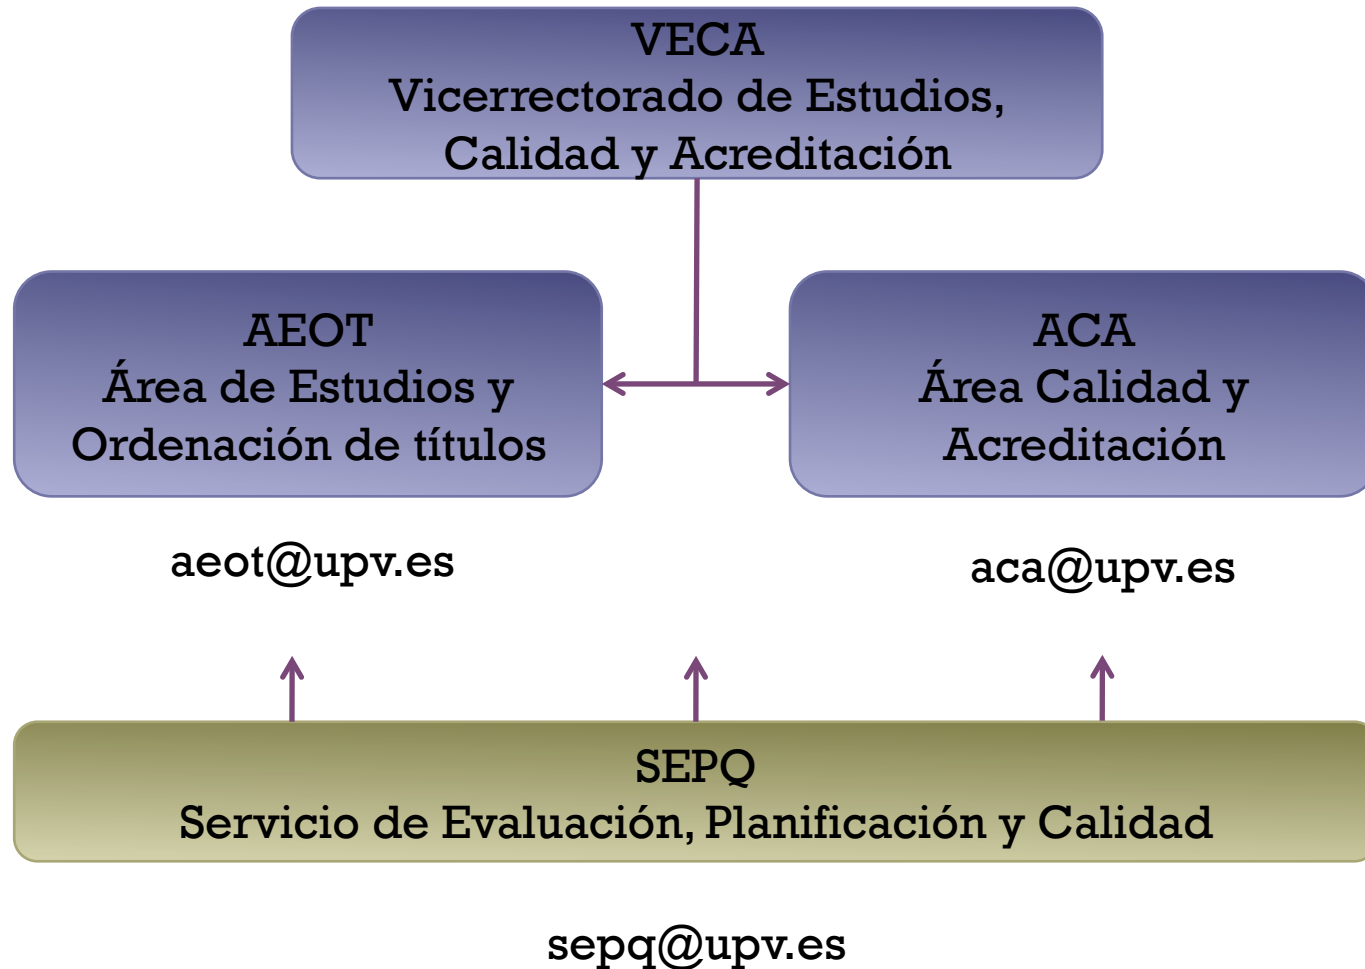 VECA
Vicerrectorado de Estudios,
Calidad y Acreditación
AEOT
Área de Estudios y
Ordenación de títulos
ACA
Área Calidad y
Acreditación
aeot@upv.es
aca@upv.es
SEPQ
Servicio de Evaluación, Planificación y Calidad
sepq@upv.es